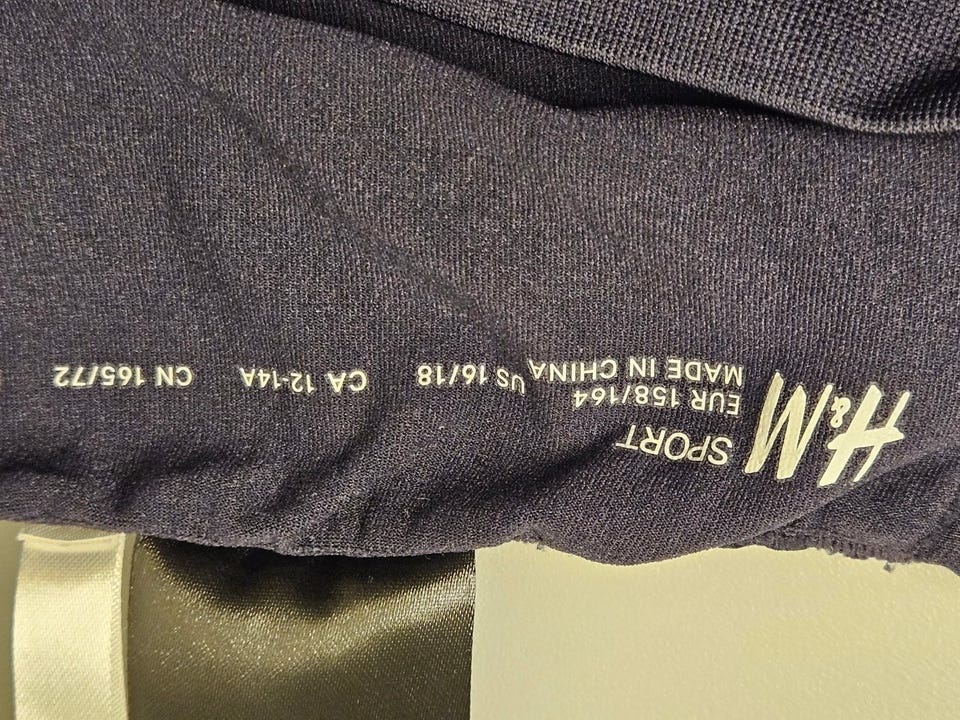 H&M
SPORT
EUR 158/164
MADE IN CHINA
US 16/18
CA 12-14A
CN 165/72